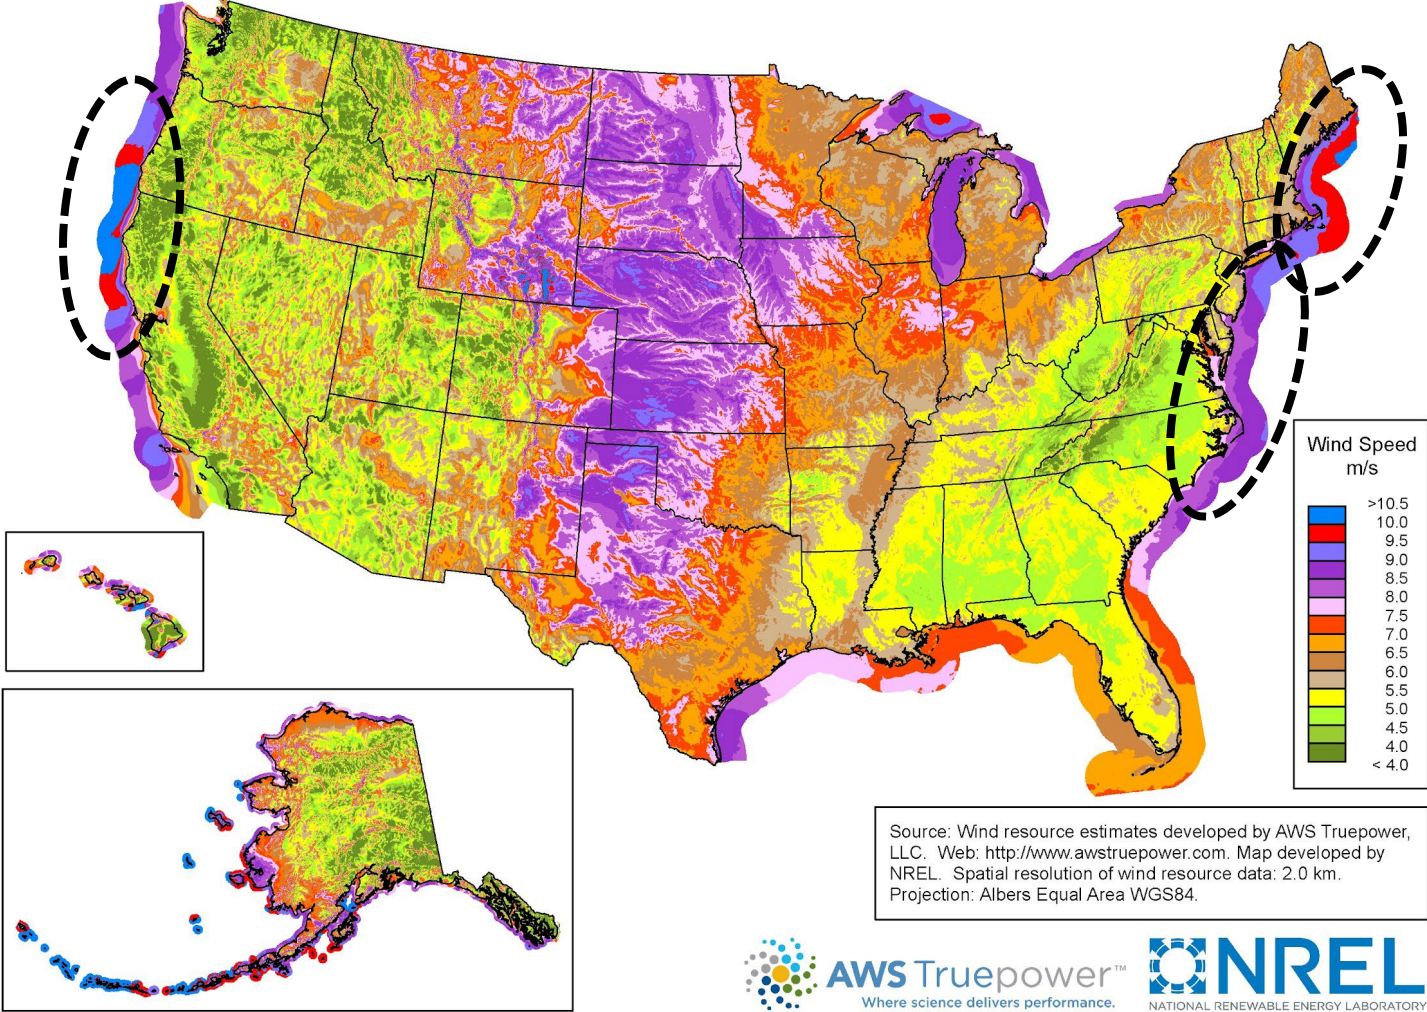 Wind Speed
m/s
>10.5
10.0
9.5
9.0
8.5
8.0
7.5
7.0
6.5
6.0
5.5
5.0
4.5
4.0
< 4.0
Source: Wind resource estimates developed by AWS Truepower,
LLC. Web: http://www.awstruepower.com. Map developed by
NREL. Spatial resolution of wind resource data: 2.0 km.
Projection: Albers Equal Area WGS84.
AWS Truepower™
Where science delivers performance.
NREL
NATIONAL RENEWABLE ENERGY LABORATORY